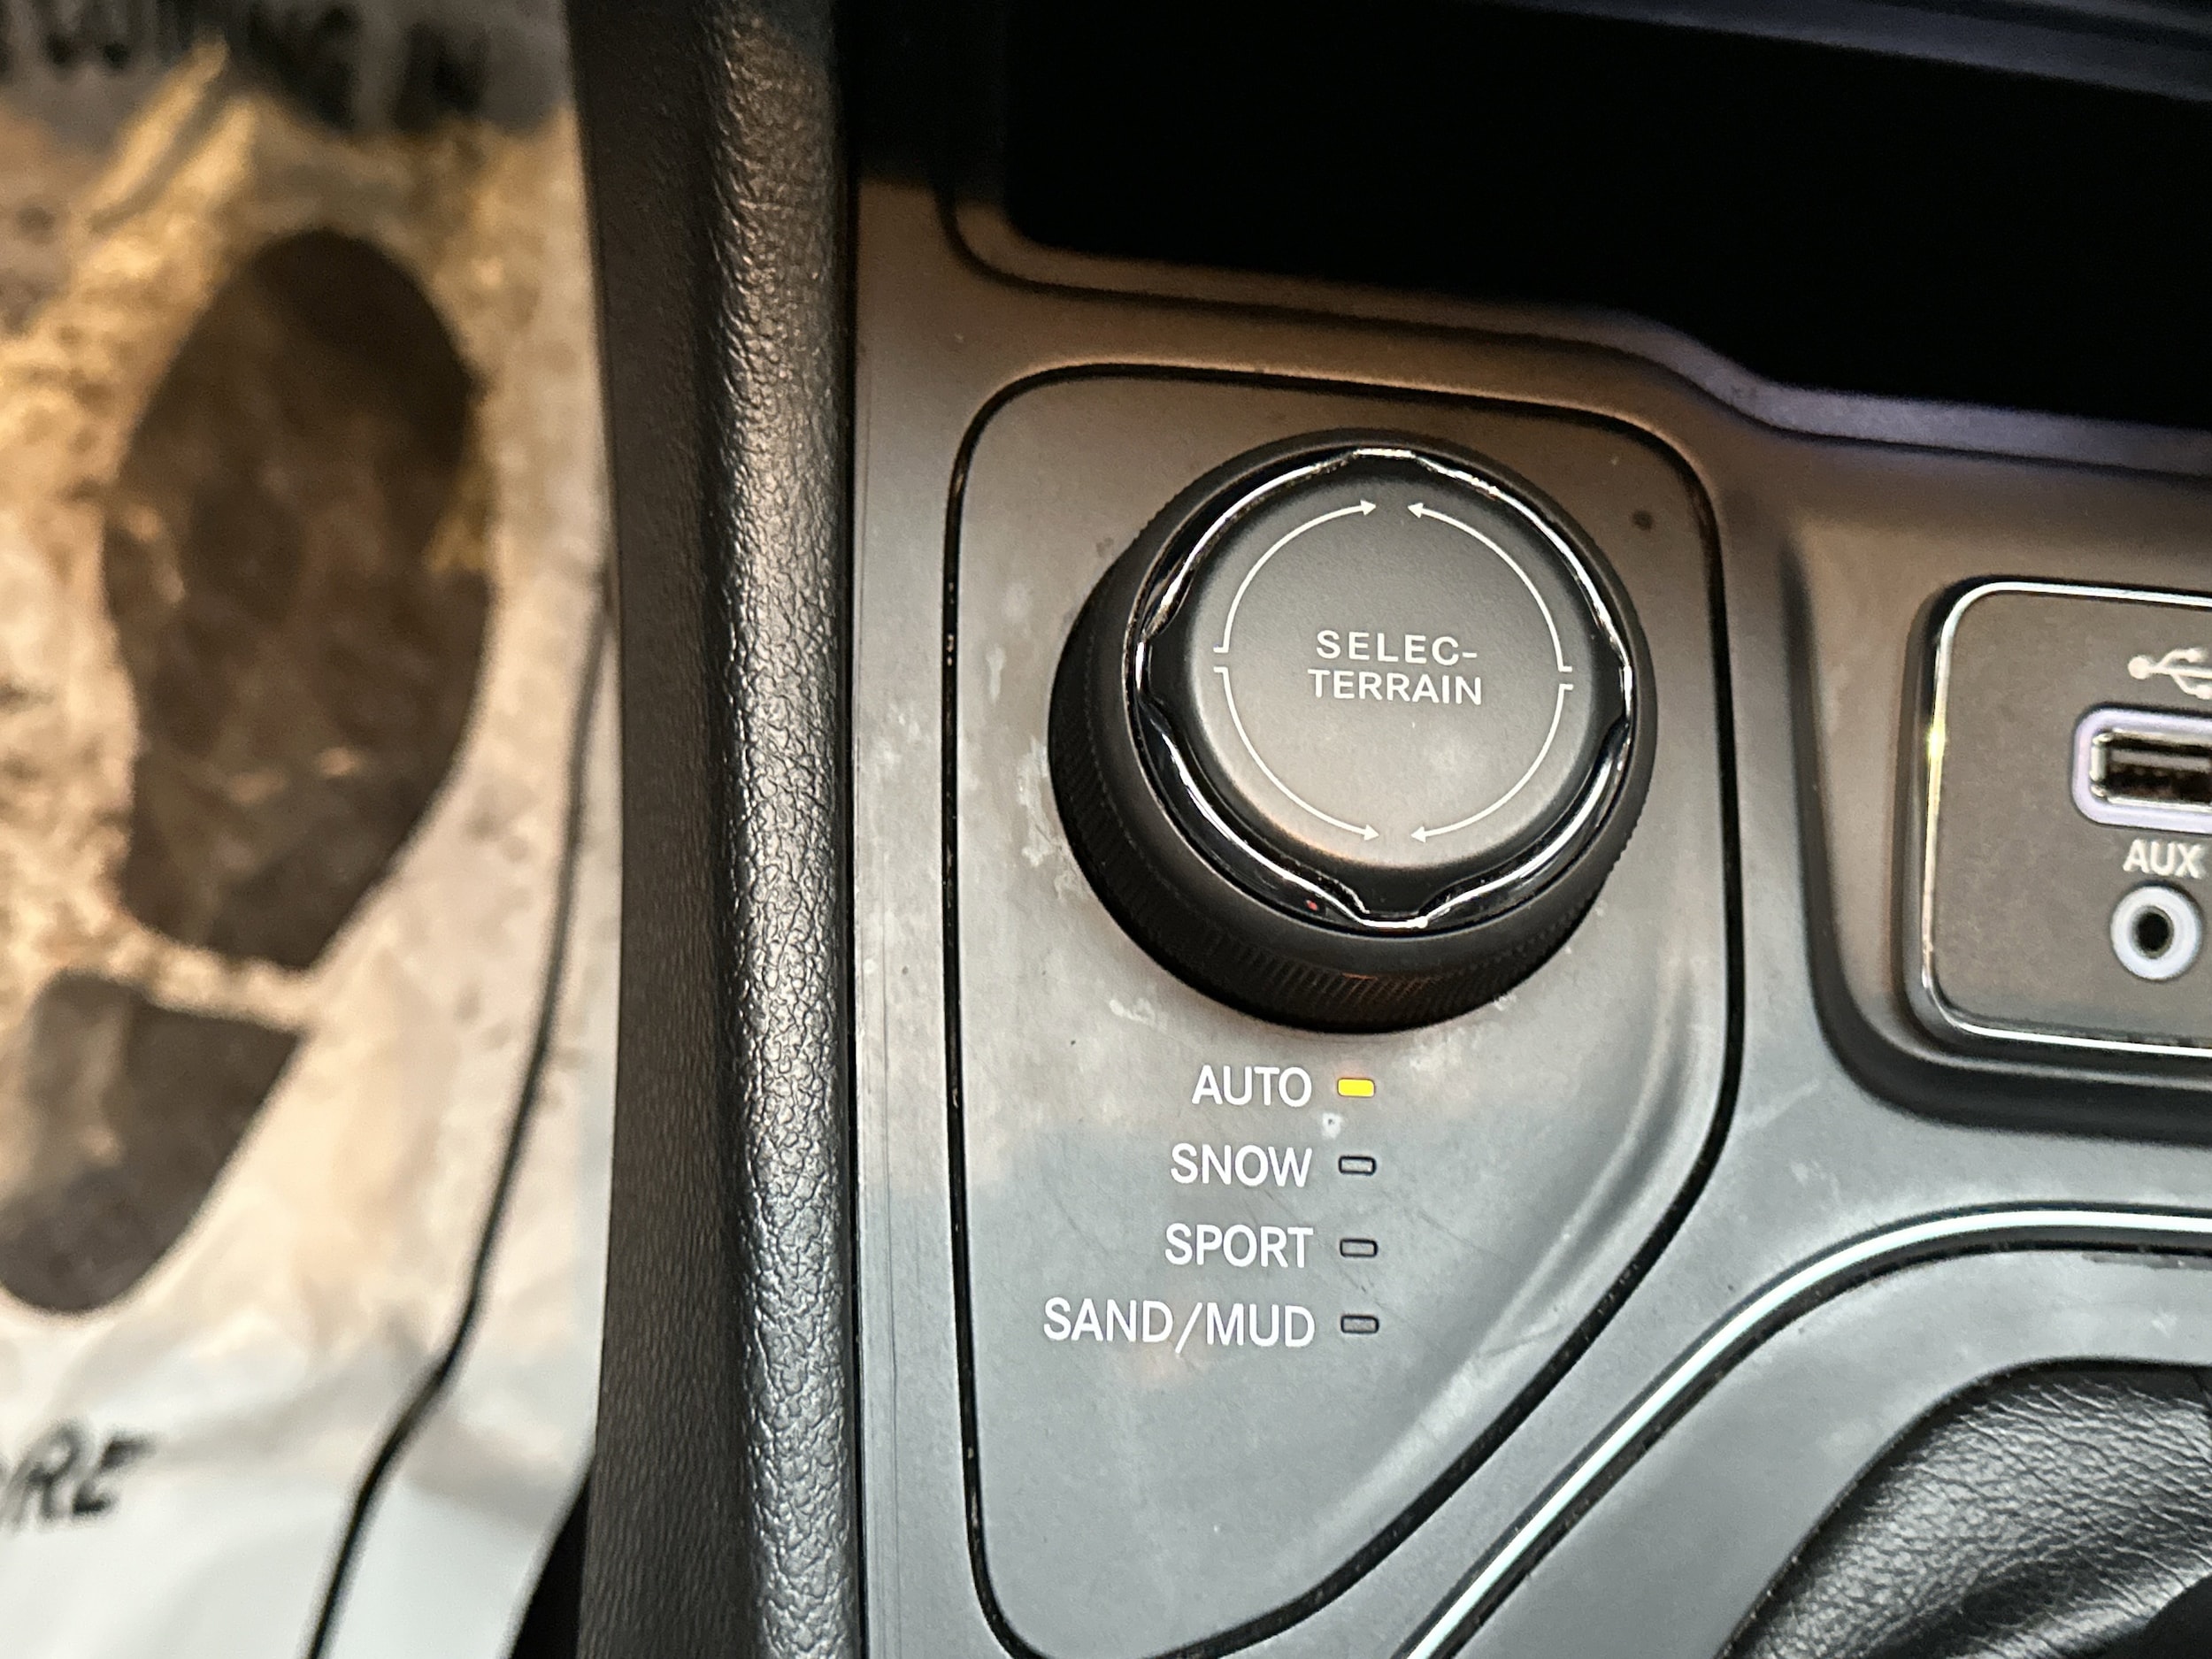 SELEC-
TERRAIN
AUX
AUTO
SNOW
SPORT
SAND/MUD